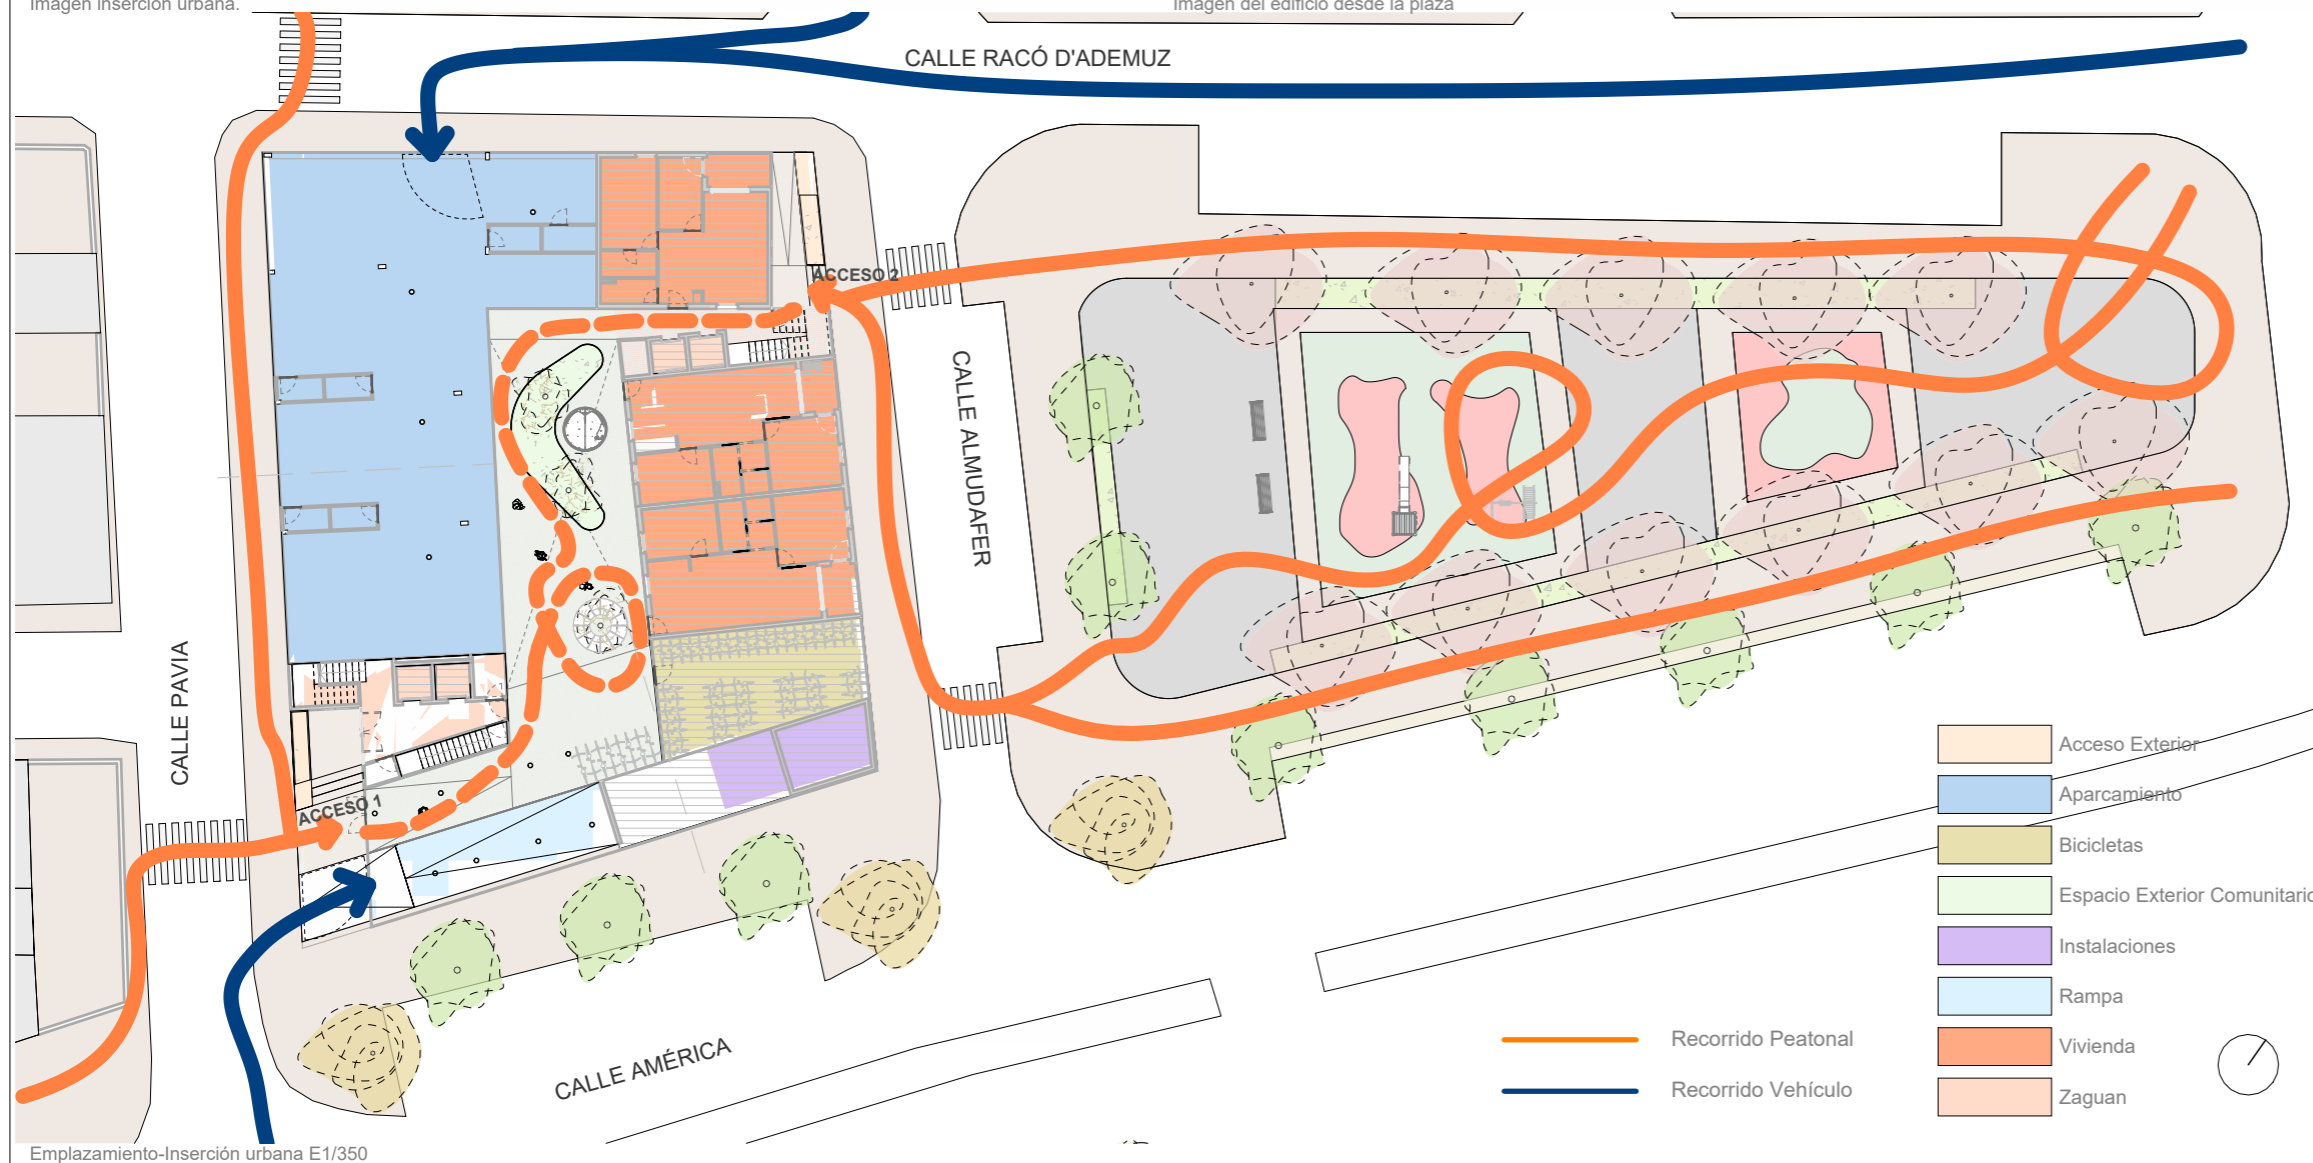 Imagen inserción urbana.
Imagen del edificio desde la plaza
CALLE RACÓ D'ADEMUZ
ACCESO 2
CALLE ALMUDAFER
CALLE PAVIA
ACCESO 1
CALLE AMÉRICA
Recorrido Peatonal
Recorrido Vehículo
Acceso Exterior
Aparcamiento
Bicicletas
Espacio Exterior Comunitario
Instalaciones
Rampa
Vivienda
Zaguan
Emplazamiento-Inserción urbana E1/350